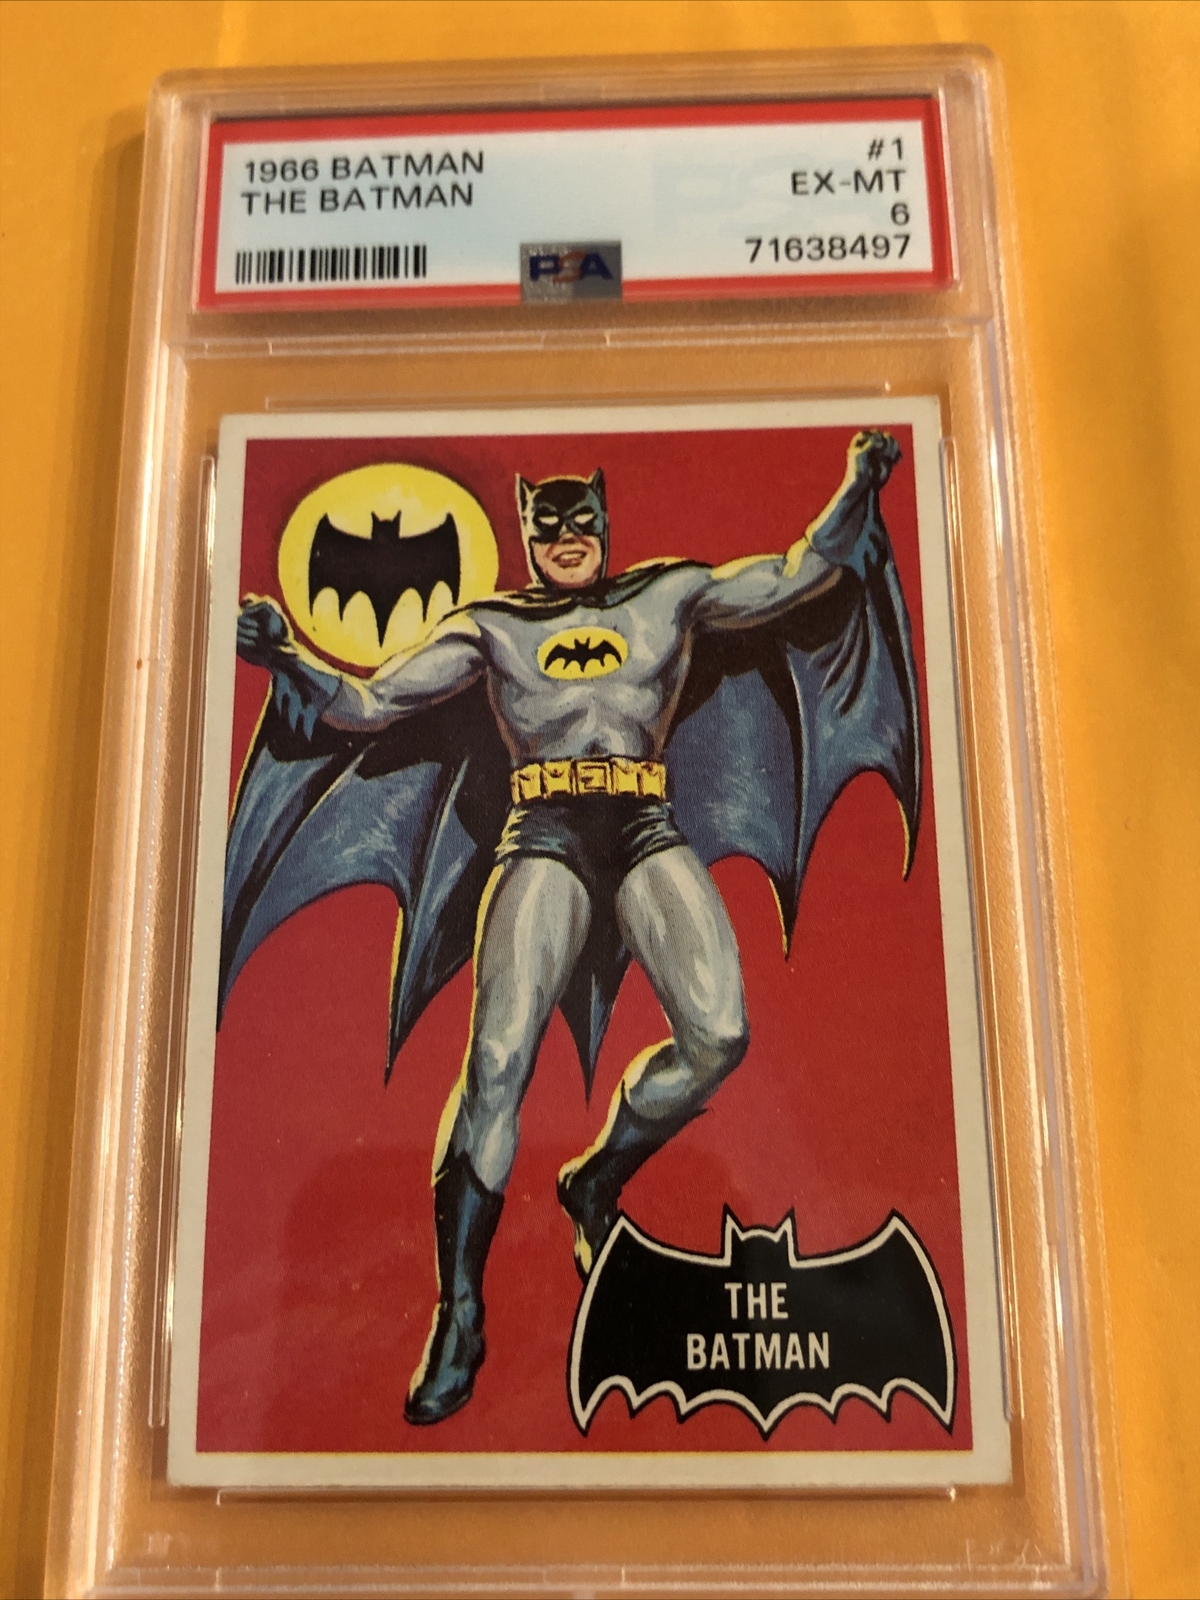 1966 BATMAN
THE BATMAN
#1
EX-MT
6
71638497
PSA
THE
BATMAN